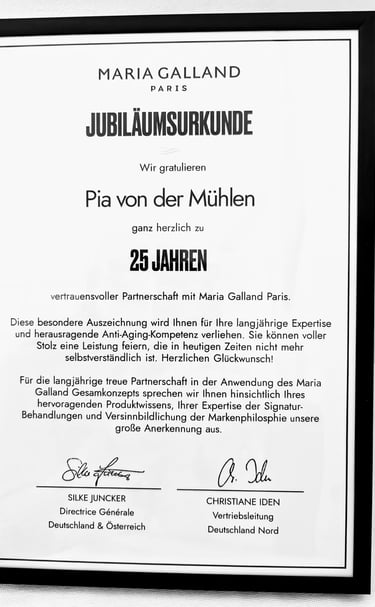 MARIA GALLAND
PARIS
JUBILÄUMSURKUNDE
Wir gratulieren
Pia von der Mühlen
ganz herzlich zu
25 JAHREN
vertrauensvoller Partnerschaft mit Maria Galland Paris.
Diese besondere Auszeichnung wird Ihnen für Ihre langjährige Expertise
und herausragende Anti-Aging-Kompetenz verliehen. Sie können voller
Stolz eine Leistung feiern, die in heutigen Zeiten nicht mehr
selbstverständlich ist. Herzlichen Glückwunsch!
Für die langjährige treue Partnerschaft in der Anwendung des Maria
Galland Gesamkonzepts sprechen wir Ihnen hinsichtlich Ihres
hervoragenden Produktwissens, Ihrer Expertise der Signatur-
Behandlungen und Versinnbildlichung der Markenphilosphie unsere
große Anerkennung aus.
SILKE JUNCKER
Directrice Générale
Deutschland & Österreich
CHRISTIANE IDEN
Vertriebsleitung
Deutschland Nord